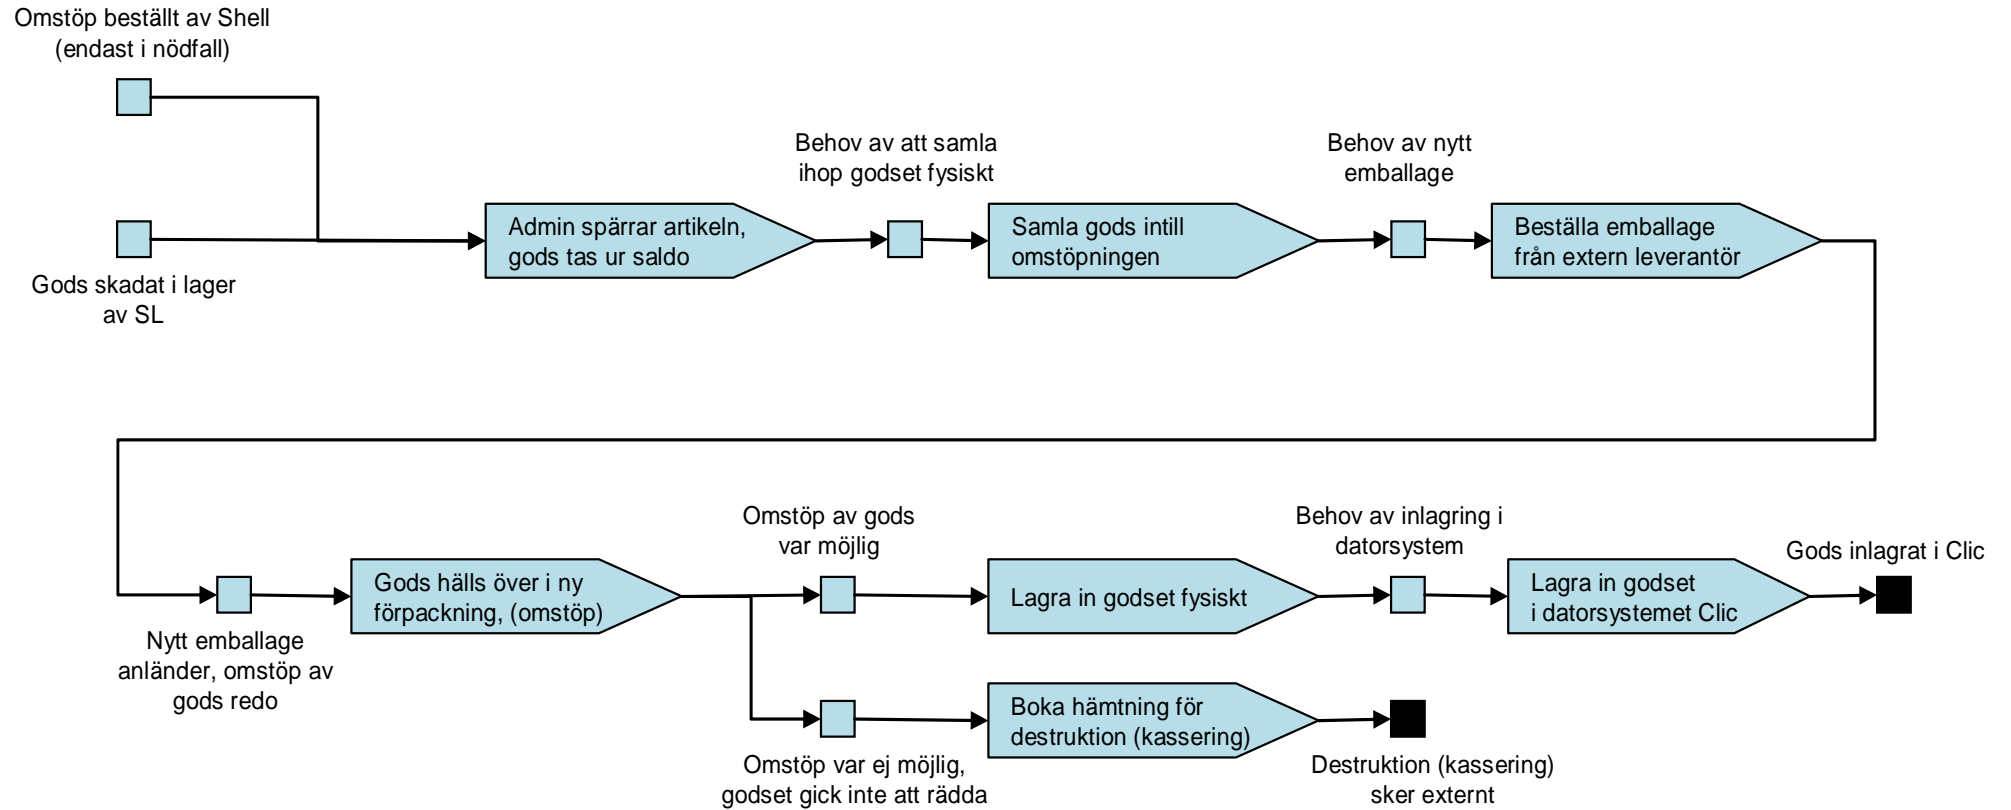 Omstöp beställt av Shell
(endast i nödfall)
Gods skadat i lager
av SL
Admin spärrar artikeln,
gods tas ur saldo
Behov av att samla
ihop godset fysiskt
Samla gods intill
omstöpningen
Behov av nytt
emballage
Beställa emballage
från extern leverantör
Nytt emballage
anländer, omstöp av
gods redo
Gods hälls över i ny
förpackning, (omstöp)
Omstöp av gods
var möjlig
Lagra in godset fysiskt
Behov av inlagring i
datorsystem
Lagra in godset
i datorsystemet Clic
Gods inlagrat i Clic
Omstöp var ej möjlig,
godset gick inte att rädda
Boka hämtning för
destruktion (kassering)
Destruktion (kassering)
sker externt